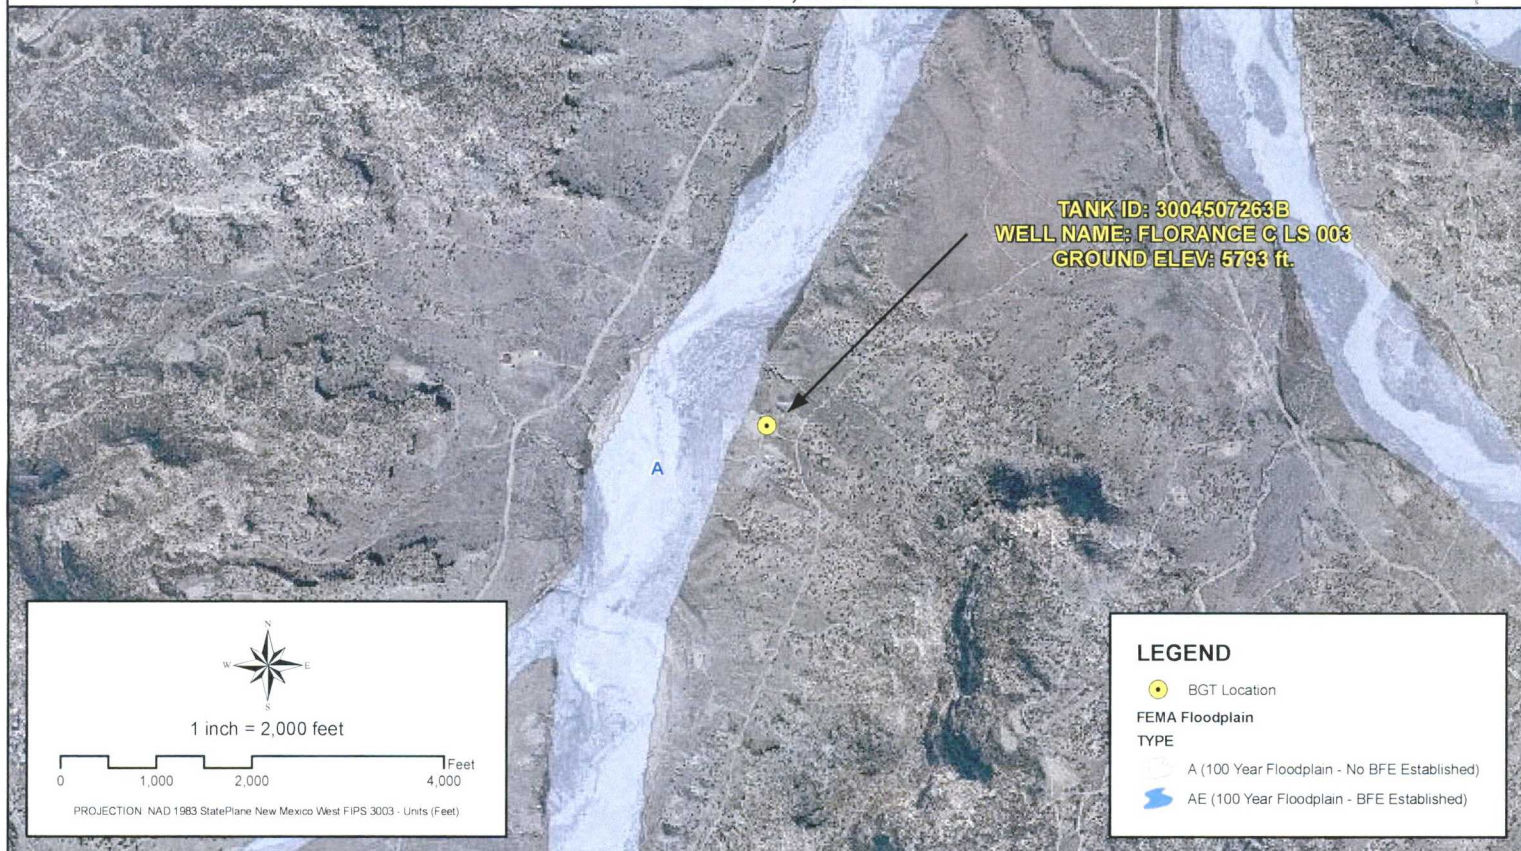 TANK ID: 3004507263B
WELL NAME: FLORANCE C LS 003
GROUND ELEV: 5793 ft.
A
N
W E
S
1 inch = 2,000 feet
Feet
0 1,000 2,000 4,000
PROJECTION NAD 1983 StatePlane New Mexico West FIPS 3003 - Units (Feet)
LEGEND
BGT Location
FEMA Floodplain
TYPE
A (100 Year Floodplain - No BFE Established)
AE (100 Year Floodplain - BFE Established)